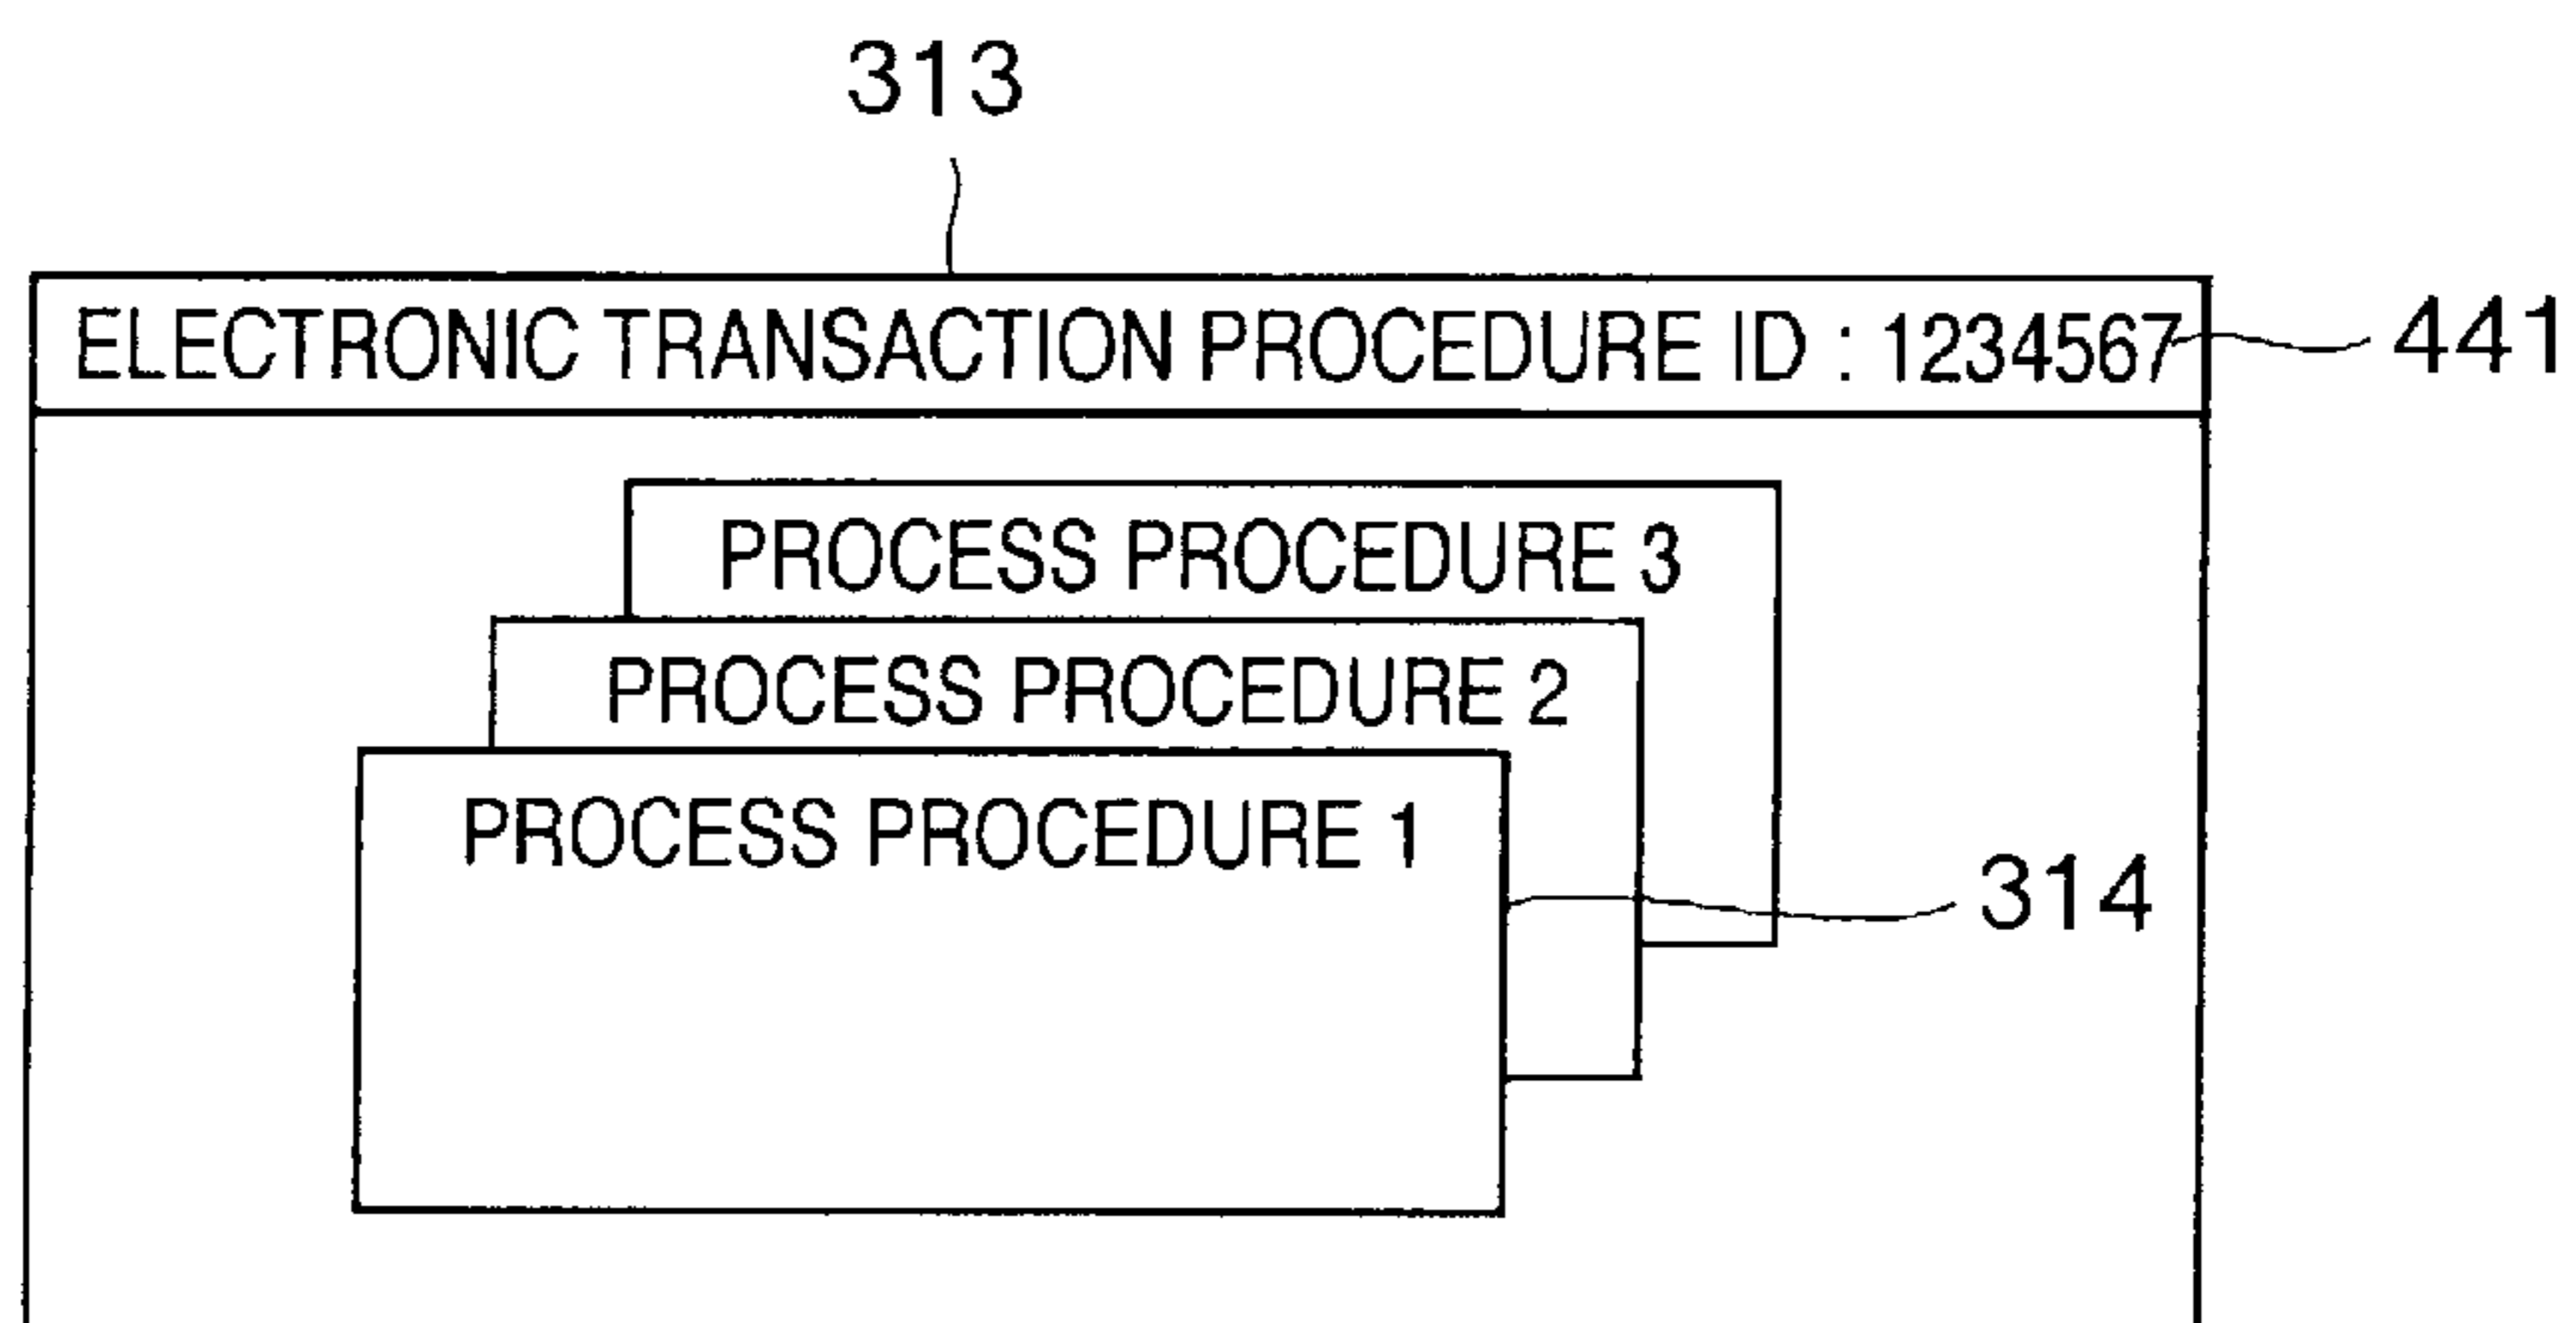 313
ELECTRONIC TRANSACTION PROCEDURE ID : 1234567
441
PROCESS PROCEDURE 3
PROCESS PROCEDURE 2
PROCESS PROCEDURE 1
314